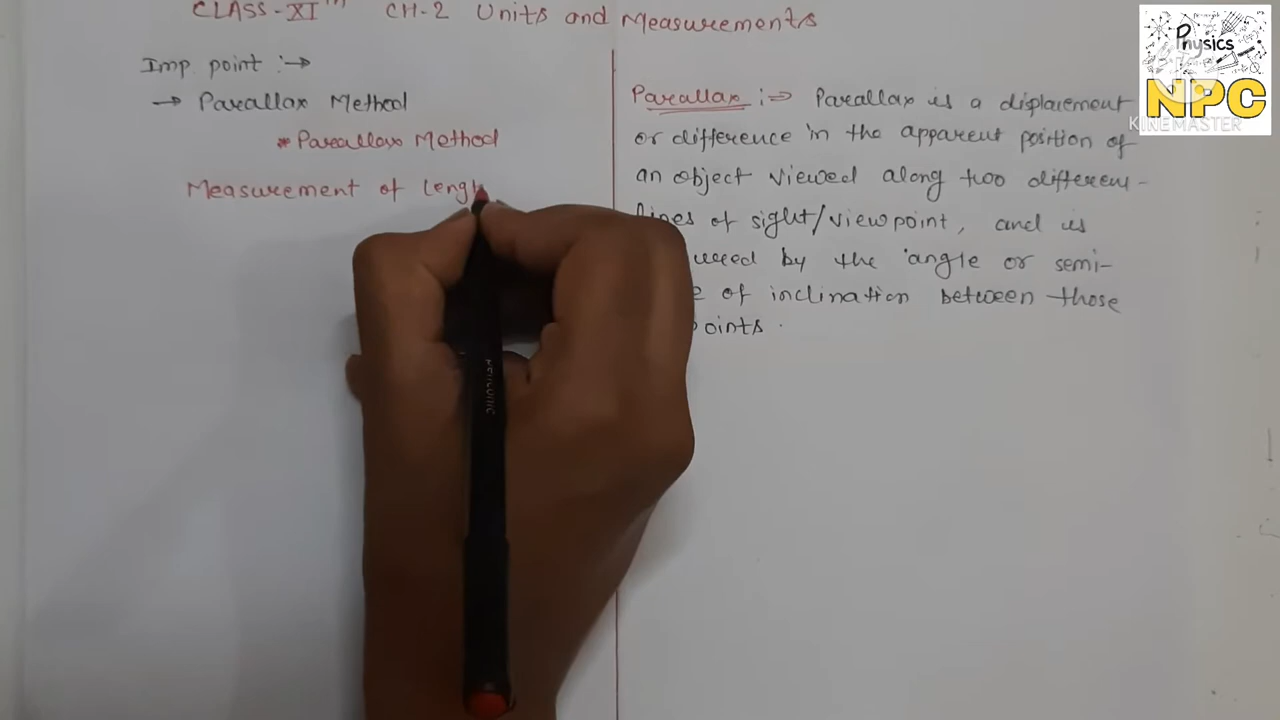 CLASS-XI CH-2 Units and Measurements
Imp point :→
→ Parallax Method
* Parallax Method
Measurement of Leng
Parallax :⇒ Parallax is a displacement
or difference in the apparent position of
an object viewed along two different
lines of sight/viewpoint, and is
by the angle or semi-
of inclination between those
Physics
NPC
KINEMASTER